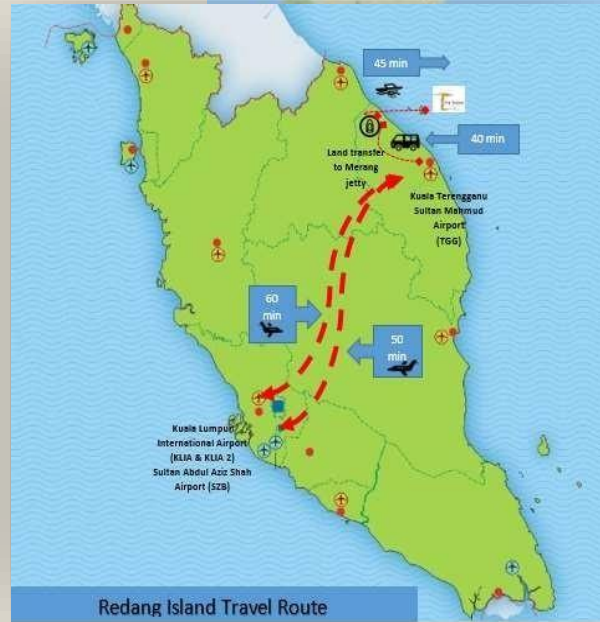 45 min
40 min
Land transfer
to Merang
jetty
Kuala Terengganu
Sultan Mahmud
Airport
(TGG)
60
min
50
min
Kuala Lumpur
International Airport
(KLIA & KLIA 2)
Sultan Abdul Aziz Shah
Airport (SZB)
Redang Island Travel Route